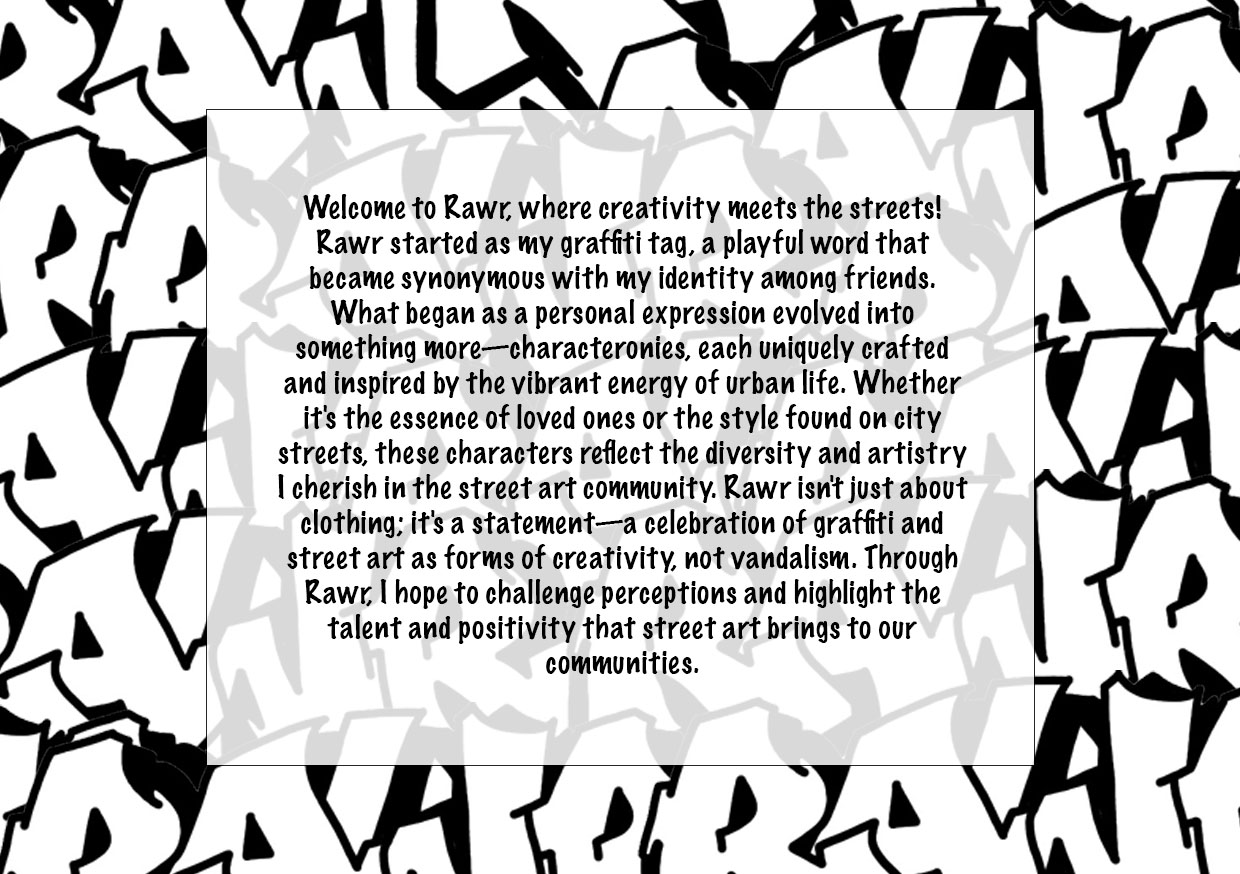 Welcome to Rawr, where creativity meets the streets!
Rawr started as my graffiti tag, a playful word that
became synonymous with my identity among friends.
What began as a personal expression evolved into
something more—characteronies, each uniquely crafted
and inspired by the vibrant energy of urban life. Whether
it's the essence of loved ones or the style found on city
streets, these characters reflect the diversity and artistry
I cherish in the street art community. Rawr isn't just about
clothing; it's a statement—a celebration of graffiti and
street art as forms of creativity, not vandalism. Through
Rawr, I hope to challenge perceptions and highlight the
talent and positivity that street art brings to our
communities.